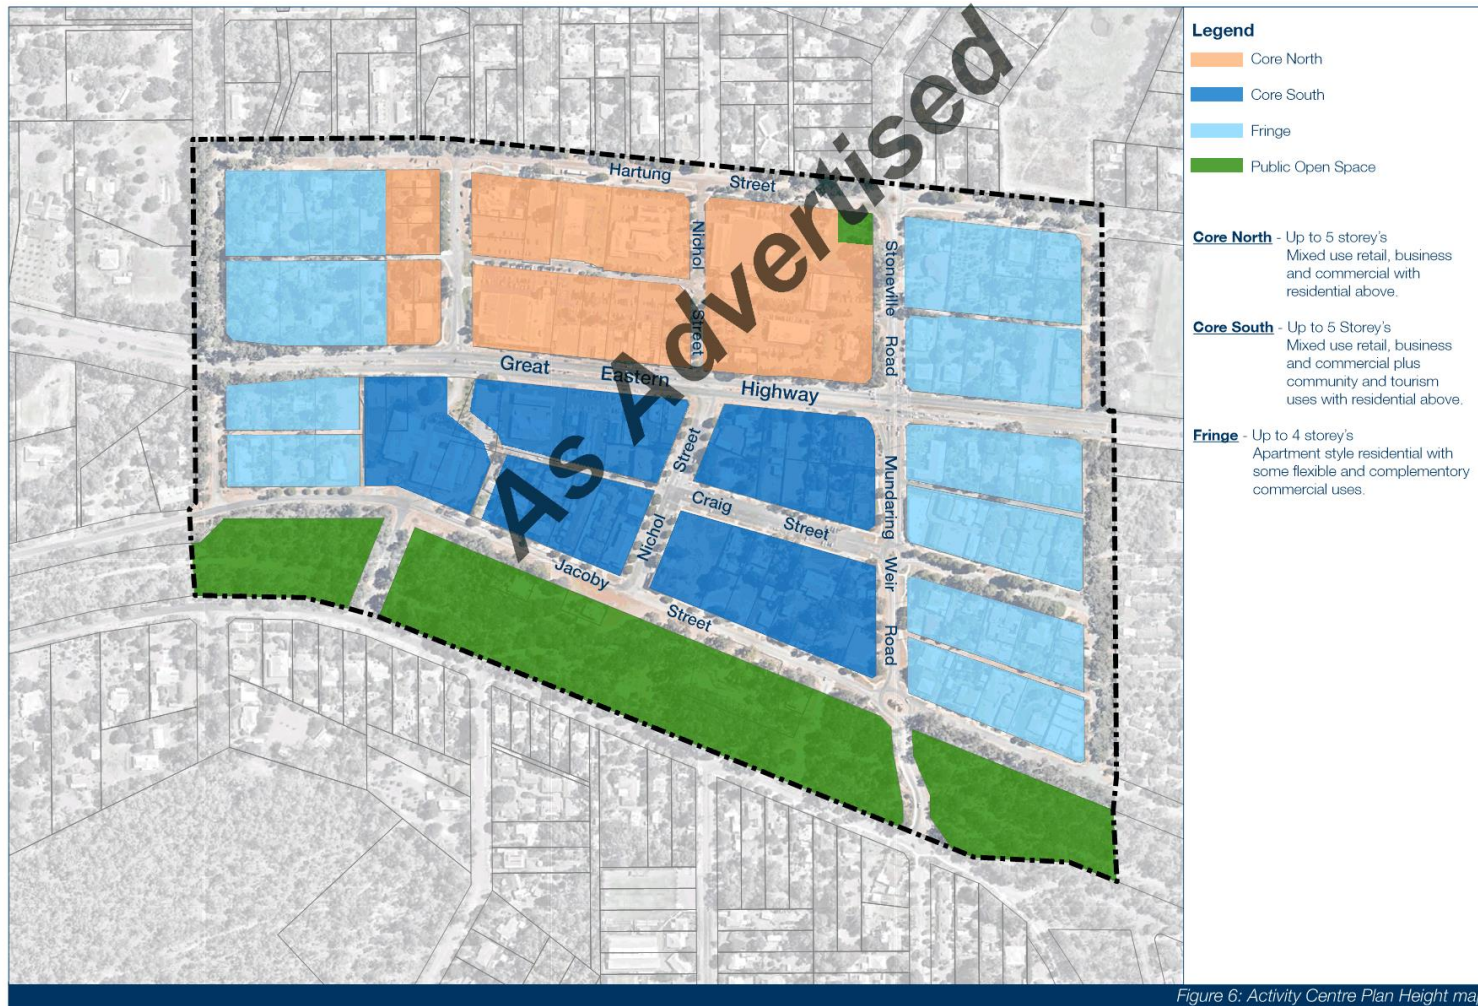 Legend
Core North
Core South
Fringe
Public Open Space
Core North - Up to 5 storey's
Mixed use retail, business
and commercial with
residential above.
Core South - Up to 5 Storey's
Mixed use retail, business
and commercial plus
community and tourism
uses with residential above.
Fringe - Up to 4 storey's
Apartment style residential with
some flexible and complementory
commercial uses.
Hartung Street
Nichol Street
Stoneville Road
Great Eastern Highway
Nichol Street
Craig Street
Mundaring Weir Road
Jacoby Street
As Advertised
Figure 6: Activity Centre Plan Height ma